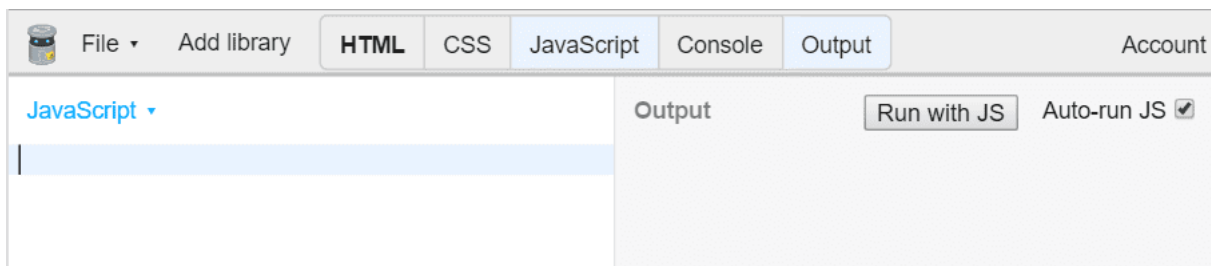 File ▾ Add library HTML CSS JavaScript Console Output Account
JavaScript ▾ Output Run with JS Auto-run JS